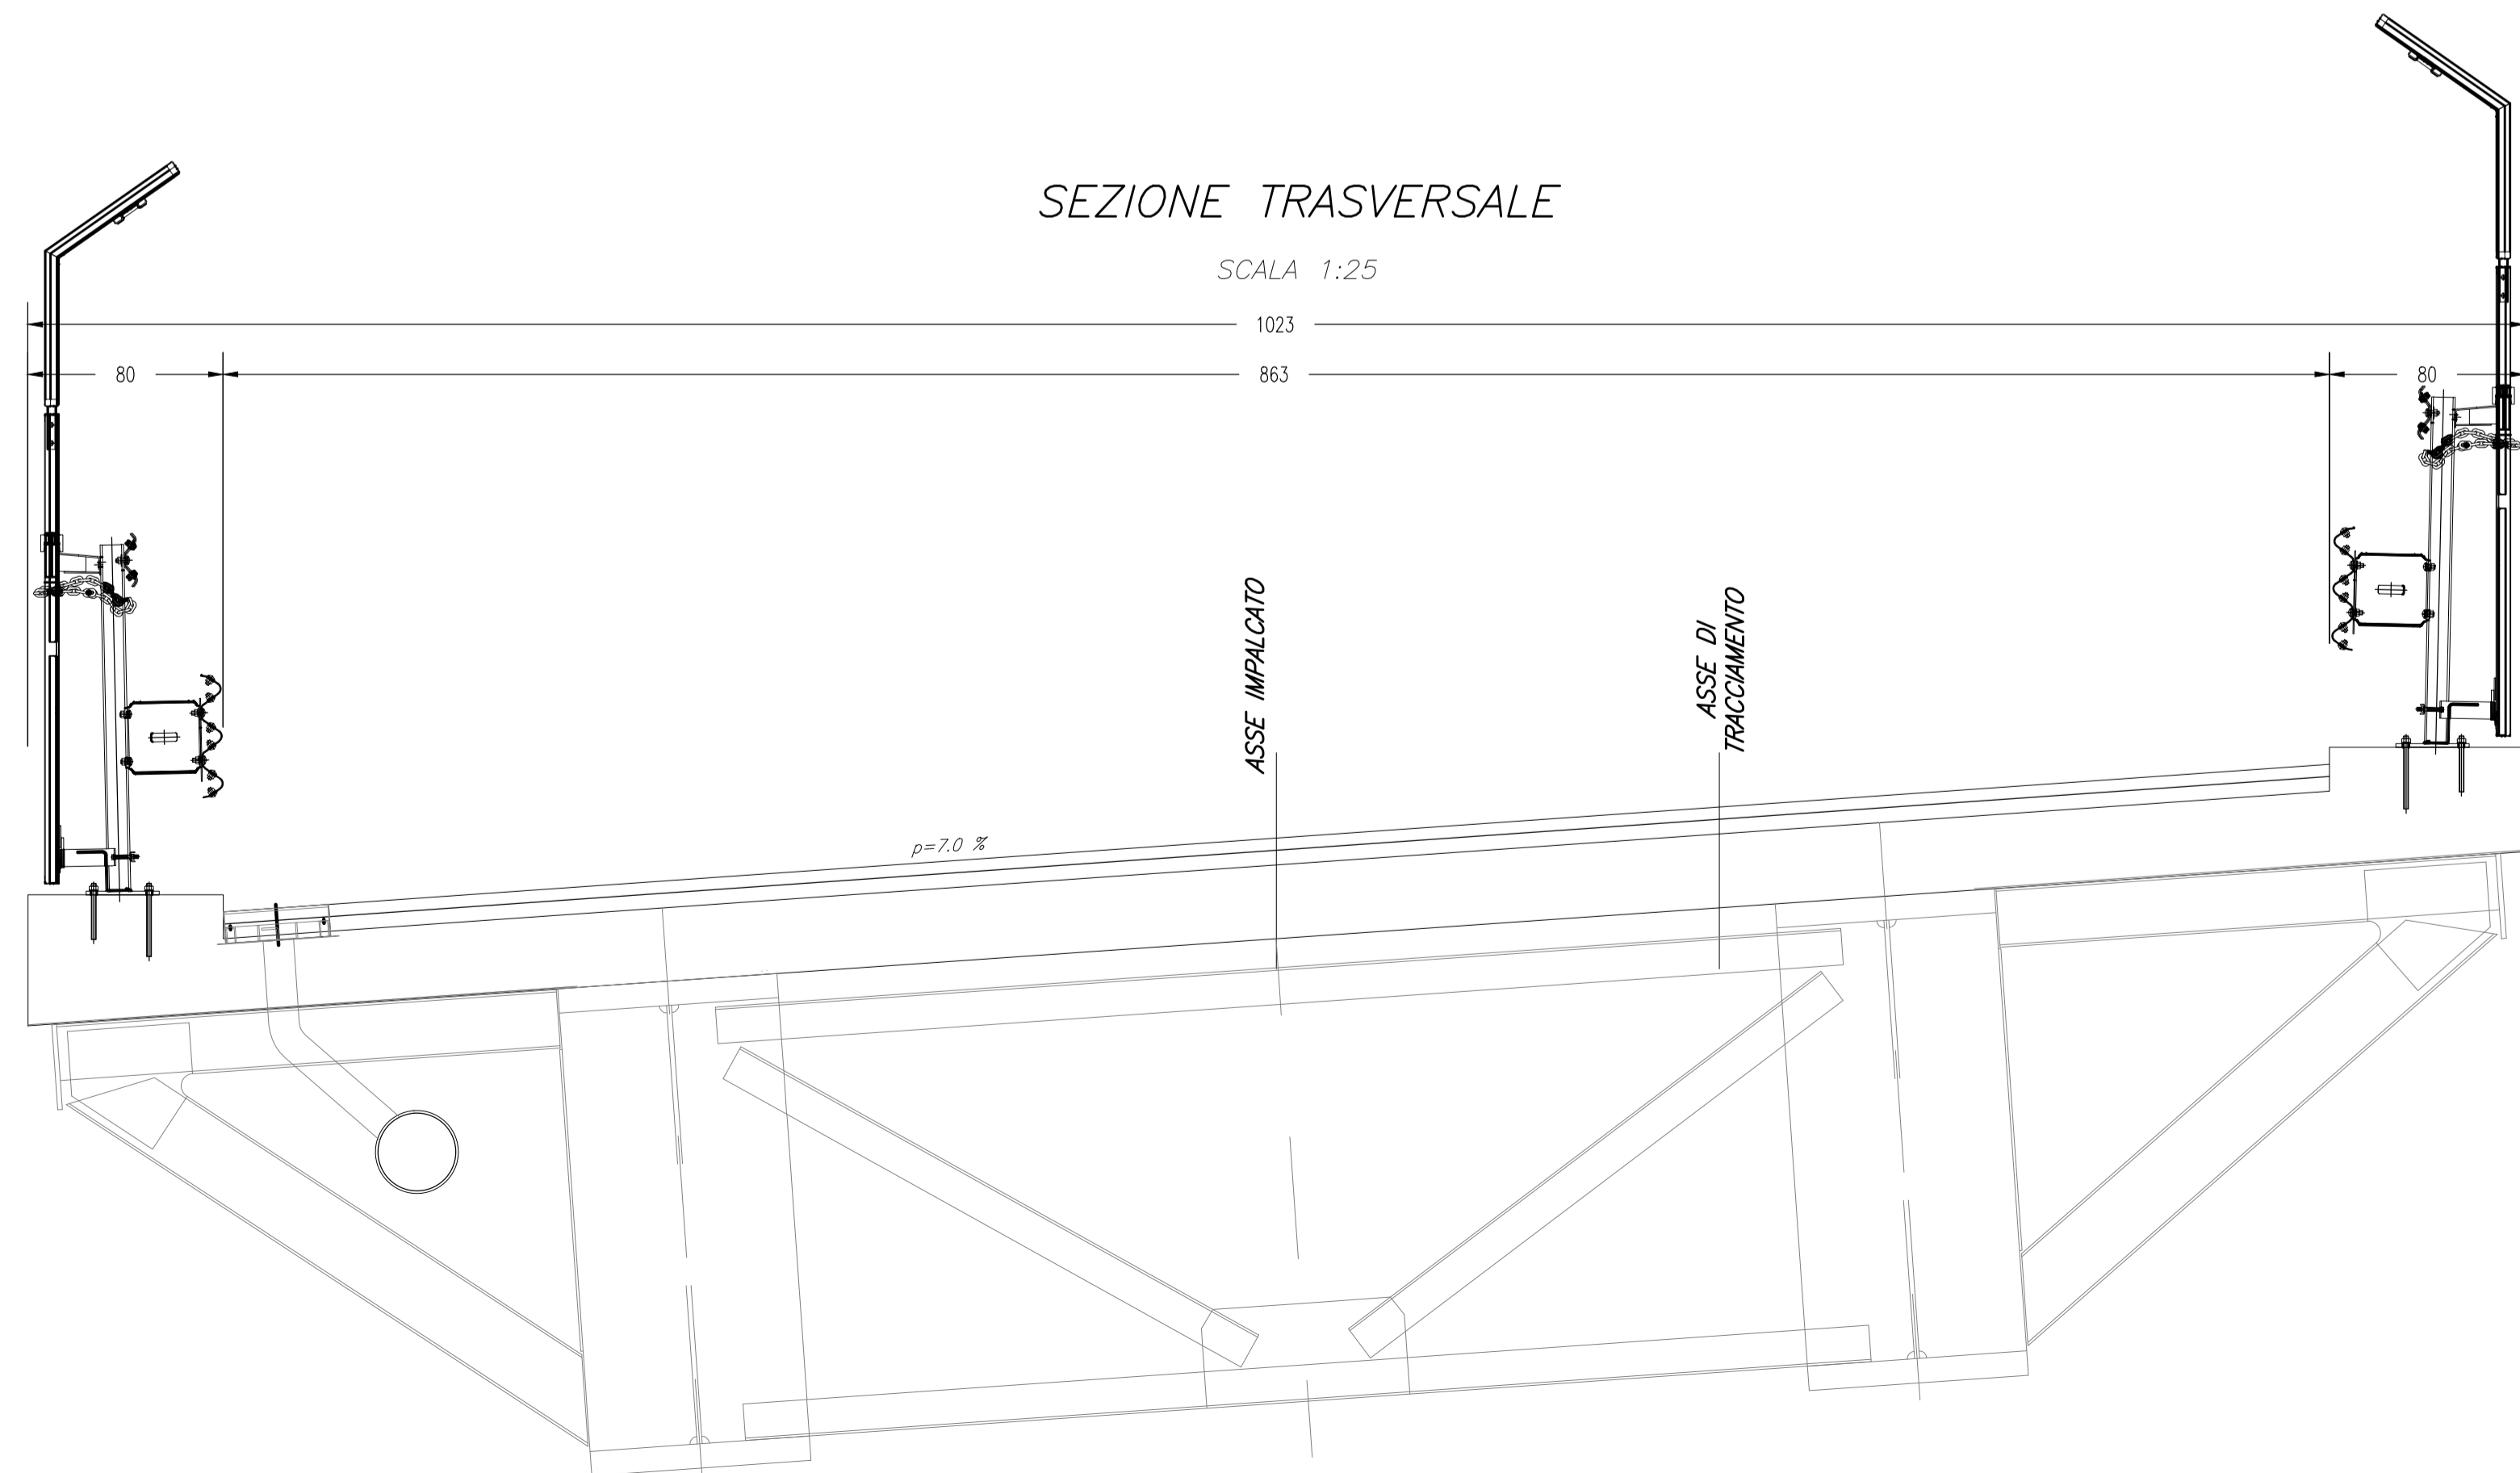 SEZIONE TRASVERSALE
SCALA 1:25
1023
80
863
80
ASSE IMPALCATO
ASSE DI
TRACCIAMENTO
p=7.0 %